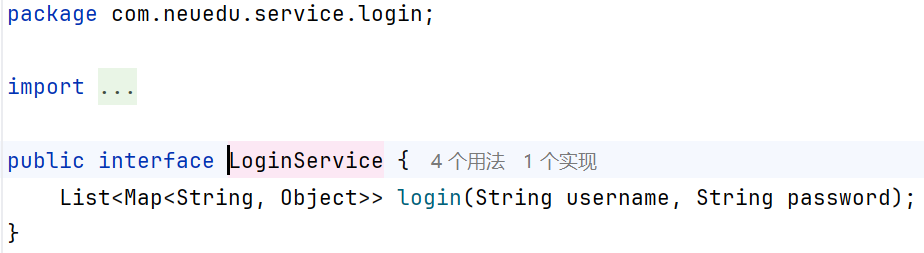 package com.neuedu.service.login;
import ...
public interface LoginService { 4 个用法 1 个实现
    List<Map<String, Object>> login(String username, String password);
}